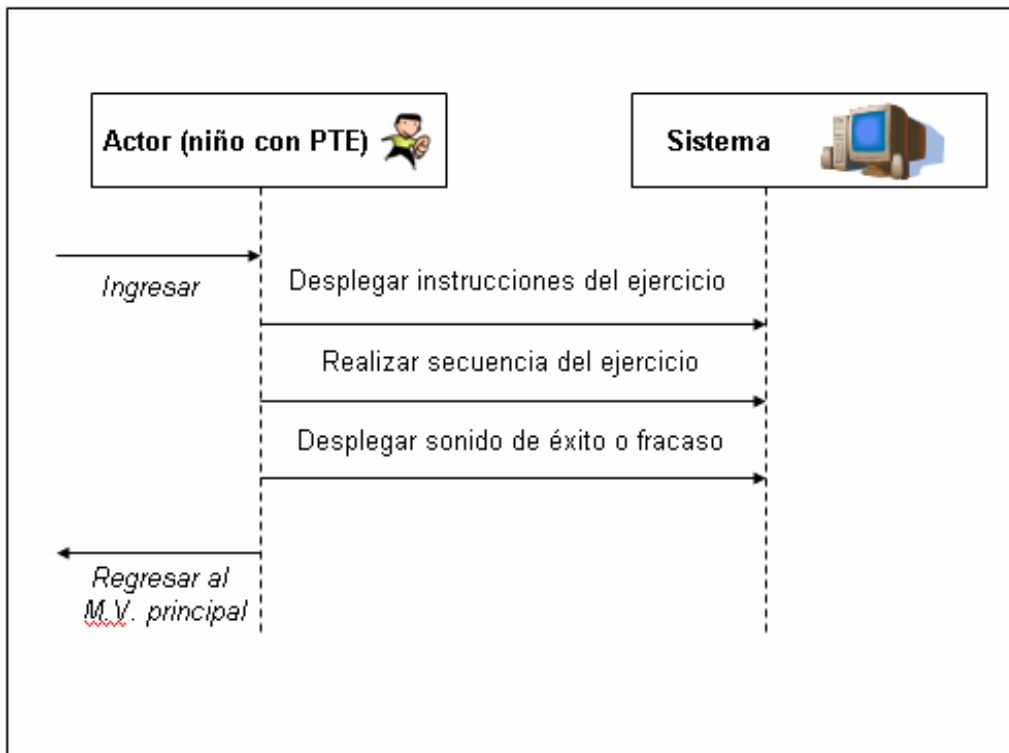 Actor (niño con PTE)
Sistema
Ingresar
Desplegar instrucciones del ejercicio
Realizar secuencia del ejercicio
Desplegar sonido de éxito o fracaso
Regresar al
M.V. principal